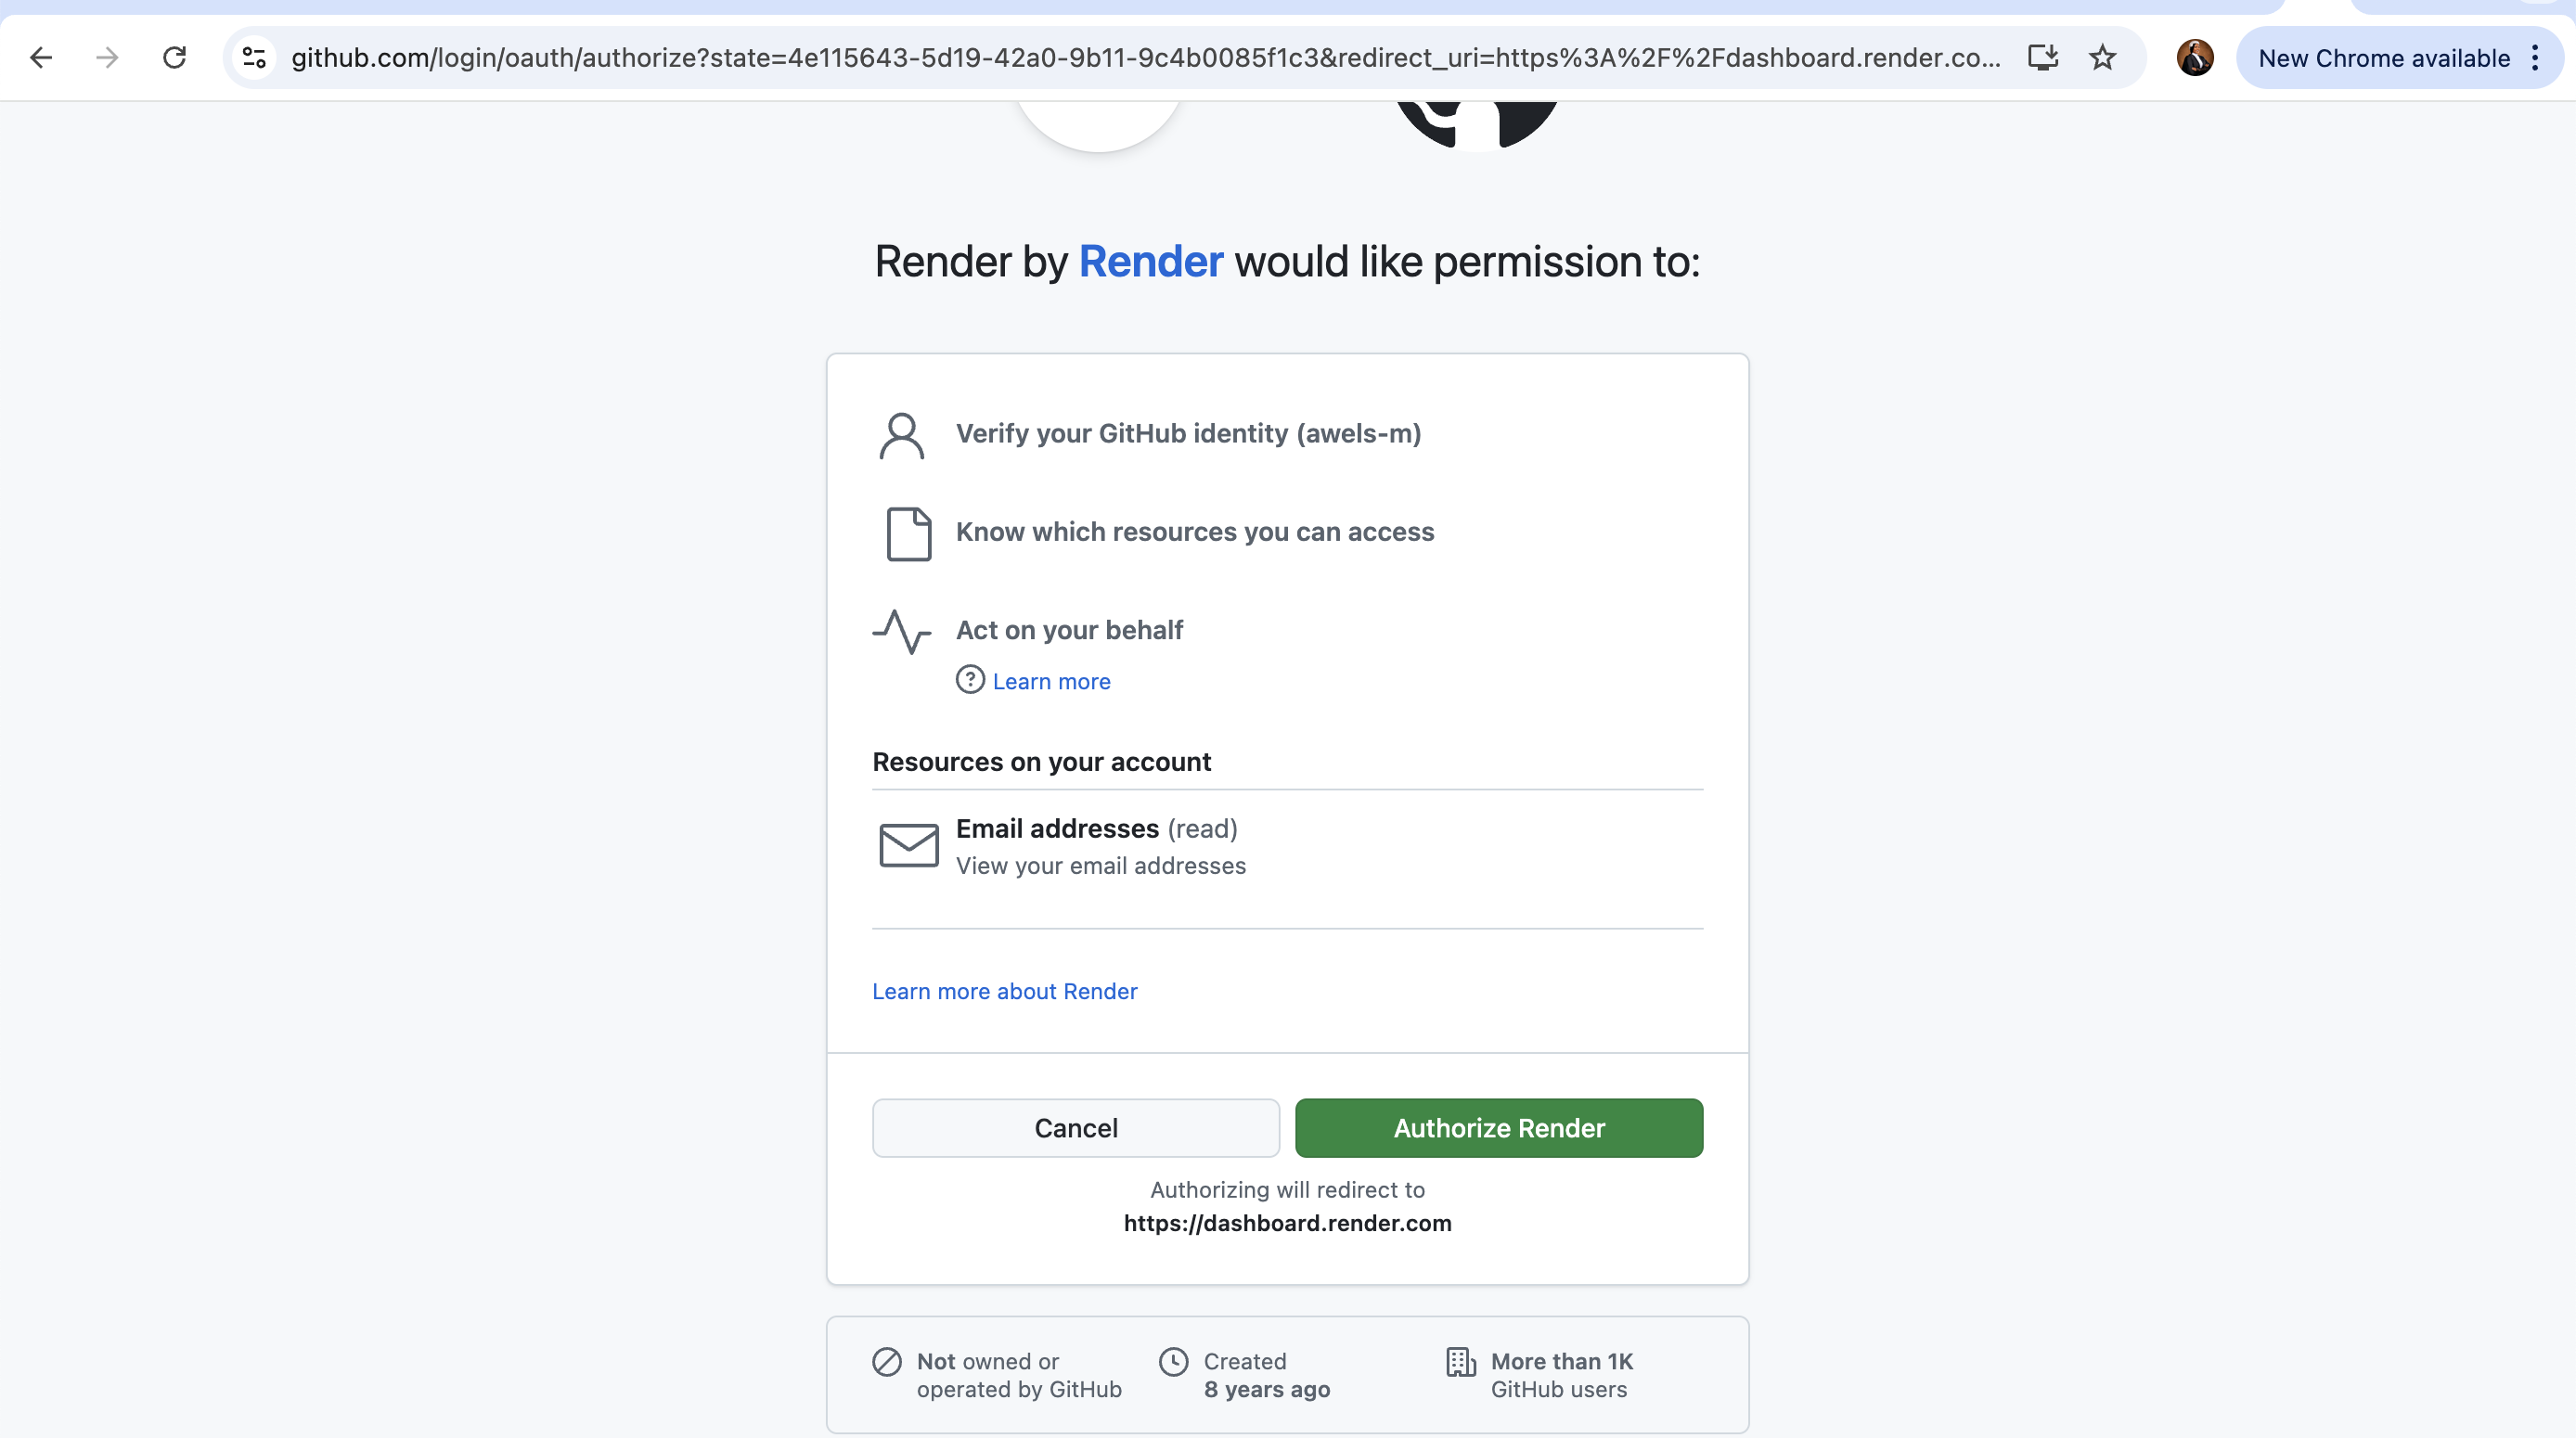 github.com/login/oauth/authorize?state=4e115643-5d19-42a0-9b11-9c4b0085f1c3&redirect_uri=https%3A%2F%2Fdashboard.render.co...
New Chrome available
Render by Render would like permission to:
Verify your GitHub identity (awels-m)
Know which resources you can access
Act on your behalf
Learn more
Resources on your account
Email addresses (read)
View your email addresses
Learn more about Render
Cancel
Authorize Render
Authorizing will redirect to
https://dashboard.render.com
Not owned or
operated by GitHub
Created
8 years ago
More than 1K
GitHub users